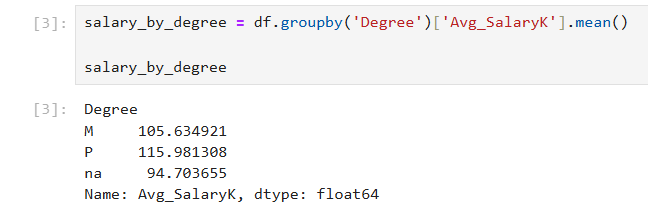 [3]: salary_by_degree = df.groupby('Degree')['Avg_SalaryK'].mean()
salary_by_degree
[3]: Degree
M     105.634921
P     115.981308
na     94.703655
Name: Avg_SalaryK, dtype: float64